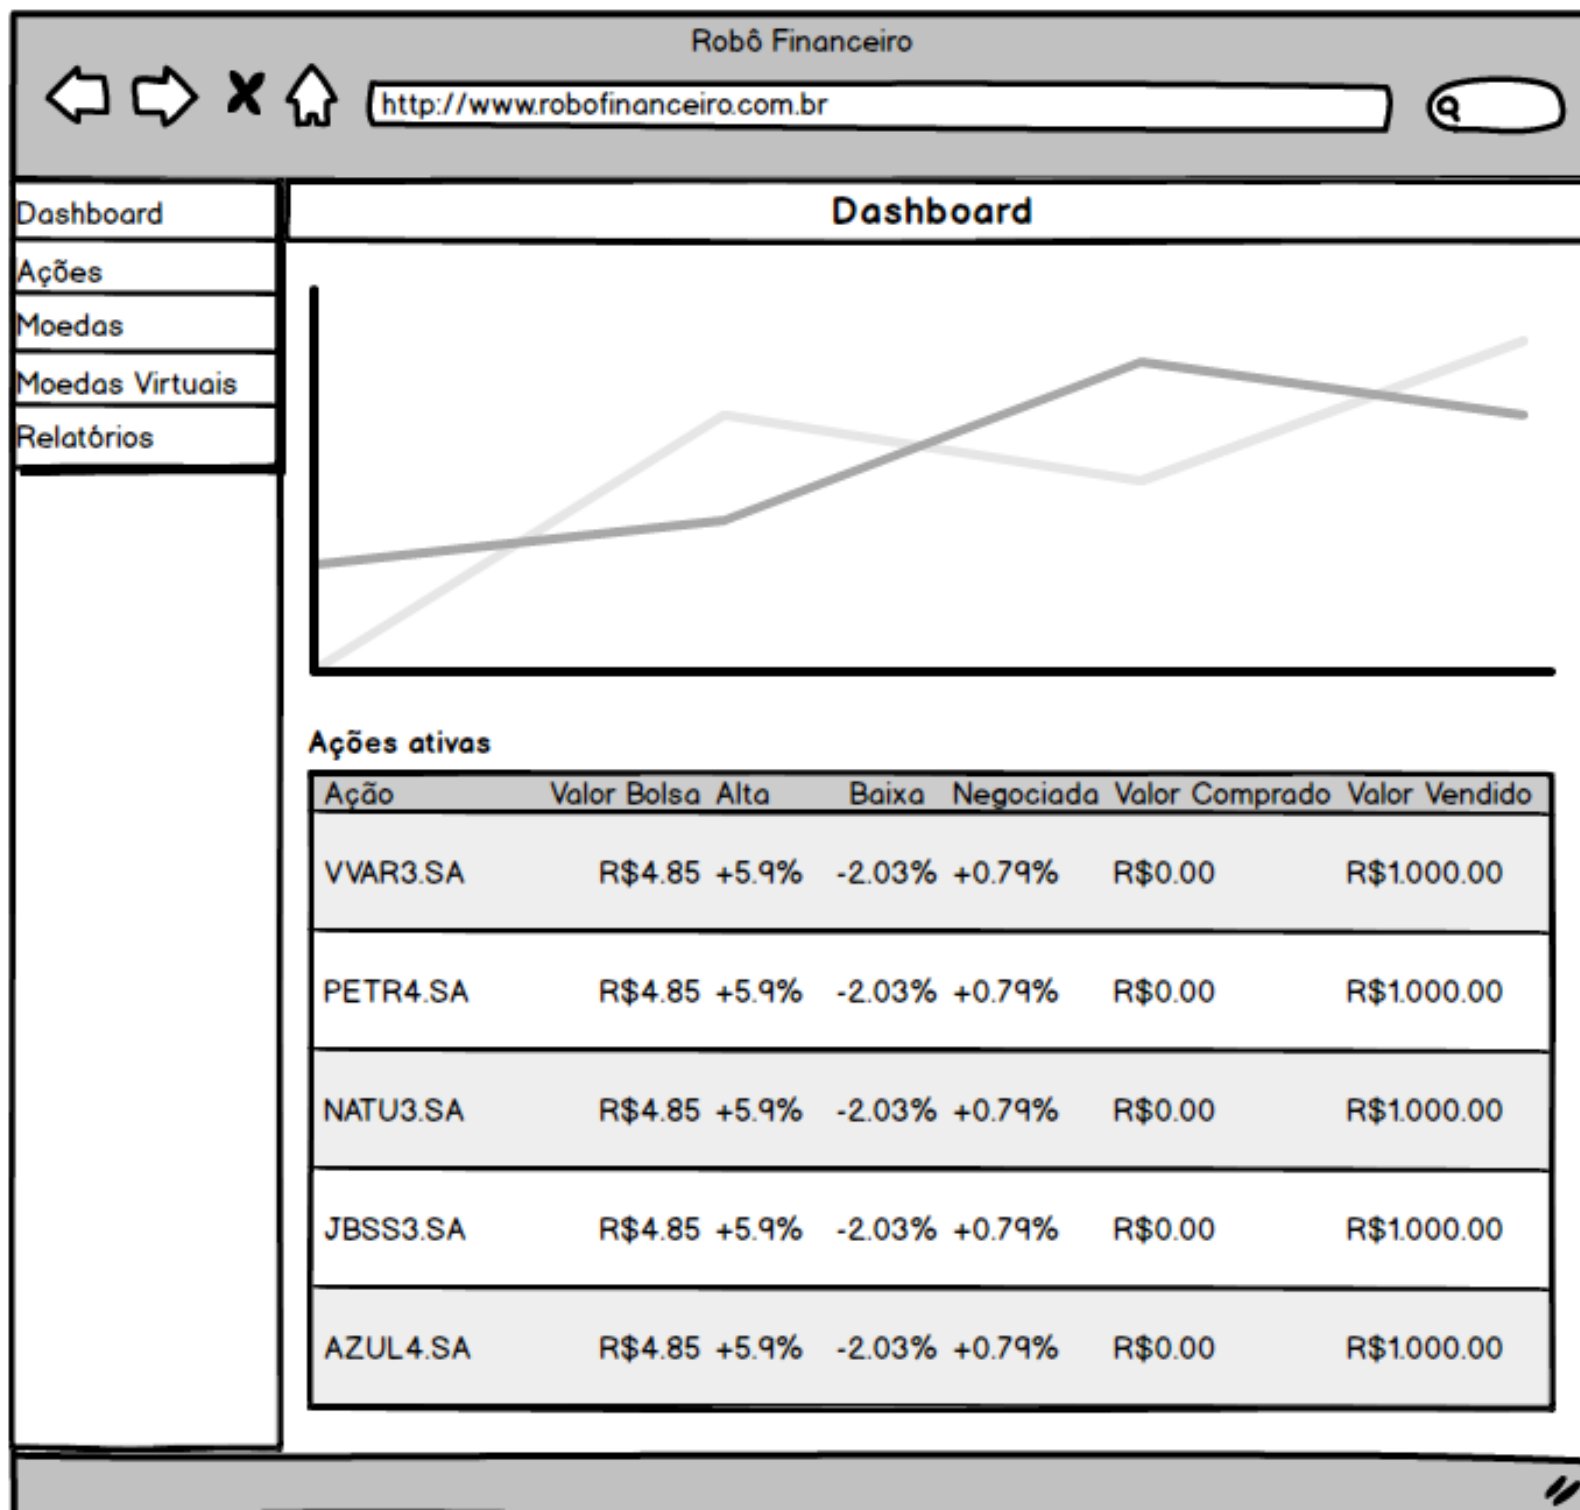 Robô Financeiro
http://www.robofinanceiro.com.br
Dashboard
Ações
Moedas
Moedas Virtuais
Relatórios
Dashboard
Ações ativas
Ação Valor Bolsa Alta Baixa Negociada Valor Comprado Valor Vendido
VVAR3.SA R$4.85 +5.9% -2.03% +0.79% R$0.00 R$1.000.00
PETR4.SA R$4.85 +5.9% -2.03% +0.79% R$0.00 R$1.000.00
NATU3.SA R$4.85 +5.9% -2.03% +0.79% R$0.00 R$1.000.00
JBSS3.SA R$4.85 +5.9% -2.03% +0.79% R$0.00 R$1.000.00
AZUL4.SA R$4.85 +5.9% -2.03% +0.79% R$0.00 R$1.000.00